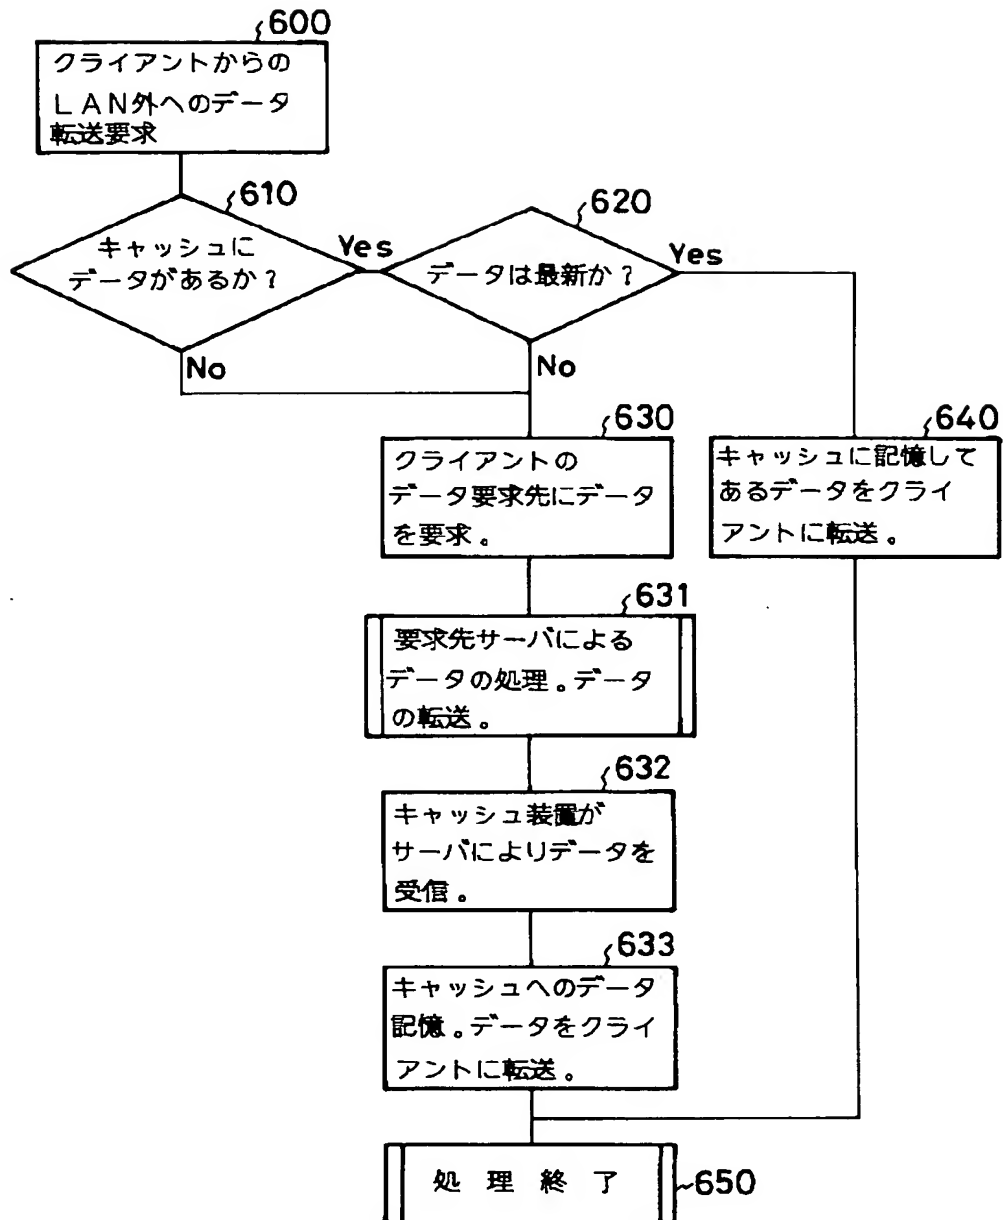 600
クライアントからの
LAN外へのデータ
転送要求
610
キャッシュに
データがあるか？
Yes
No
620
データは最新か？
Yes
No
630
クライアントの
データ要求先にデータ
を要求。
640
キャッシュに記憶して
あるデータをクライ
アントに転送。
631
要求先サーバによる
データの処理。データ
の転送。
632
キャッシュ装置が
サーバによりデータを
受信。
633
キャッシュへのデータ
記憶。データをクライ
アントに転送。
処理終了
650